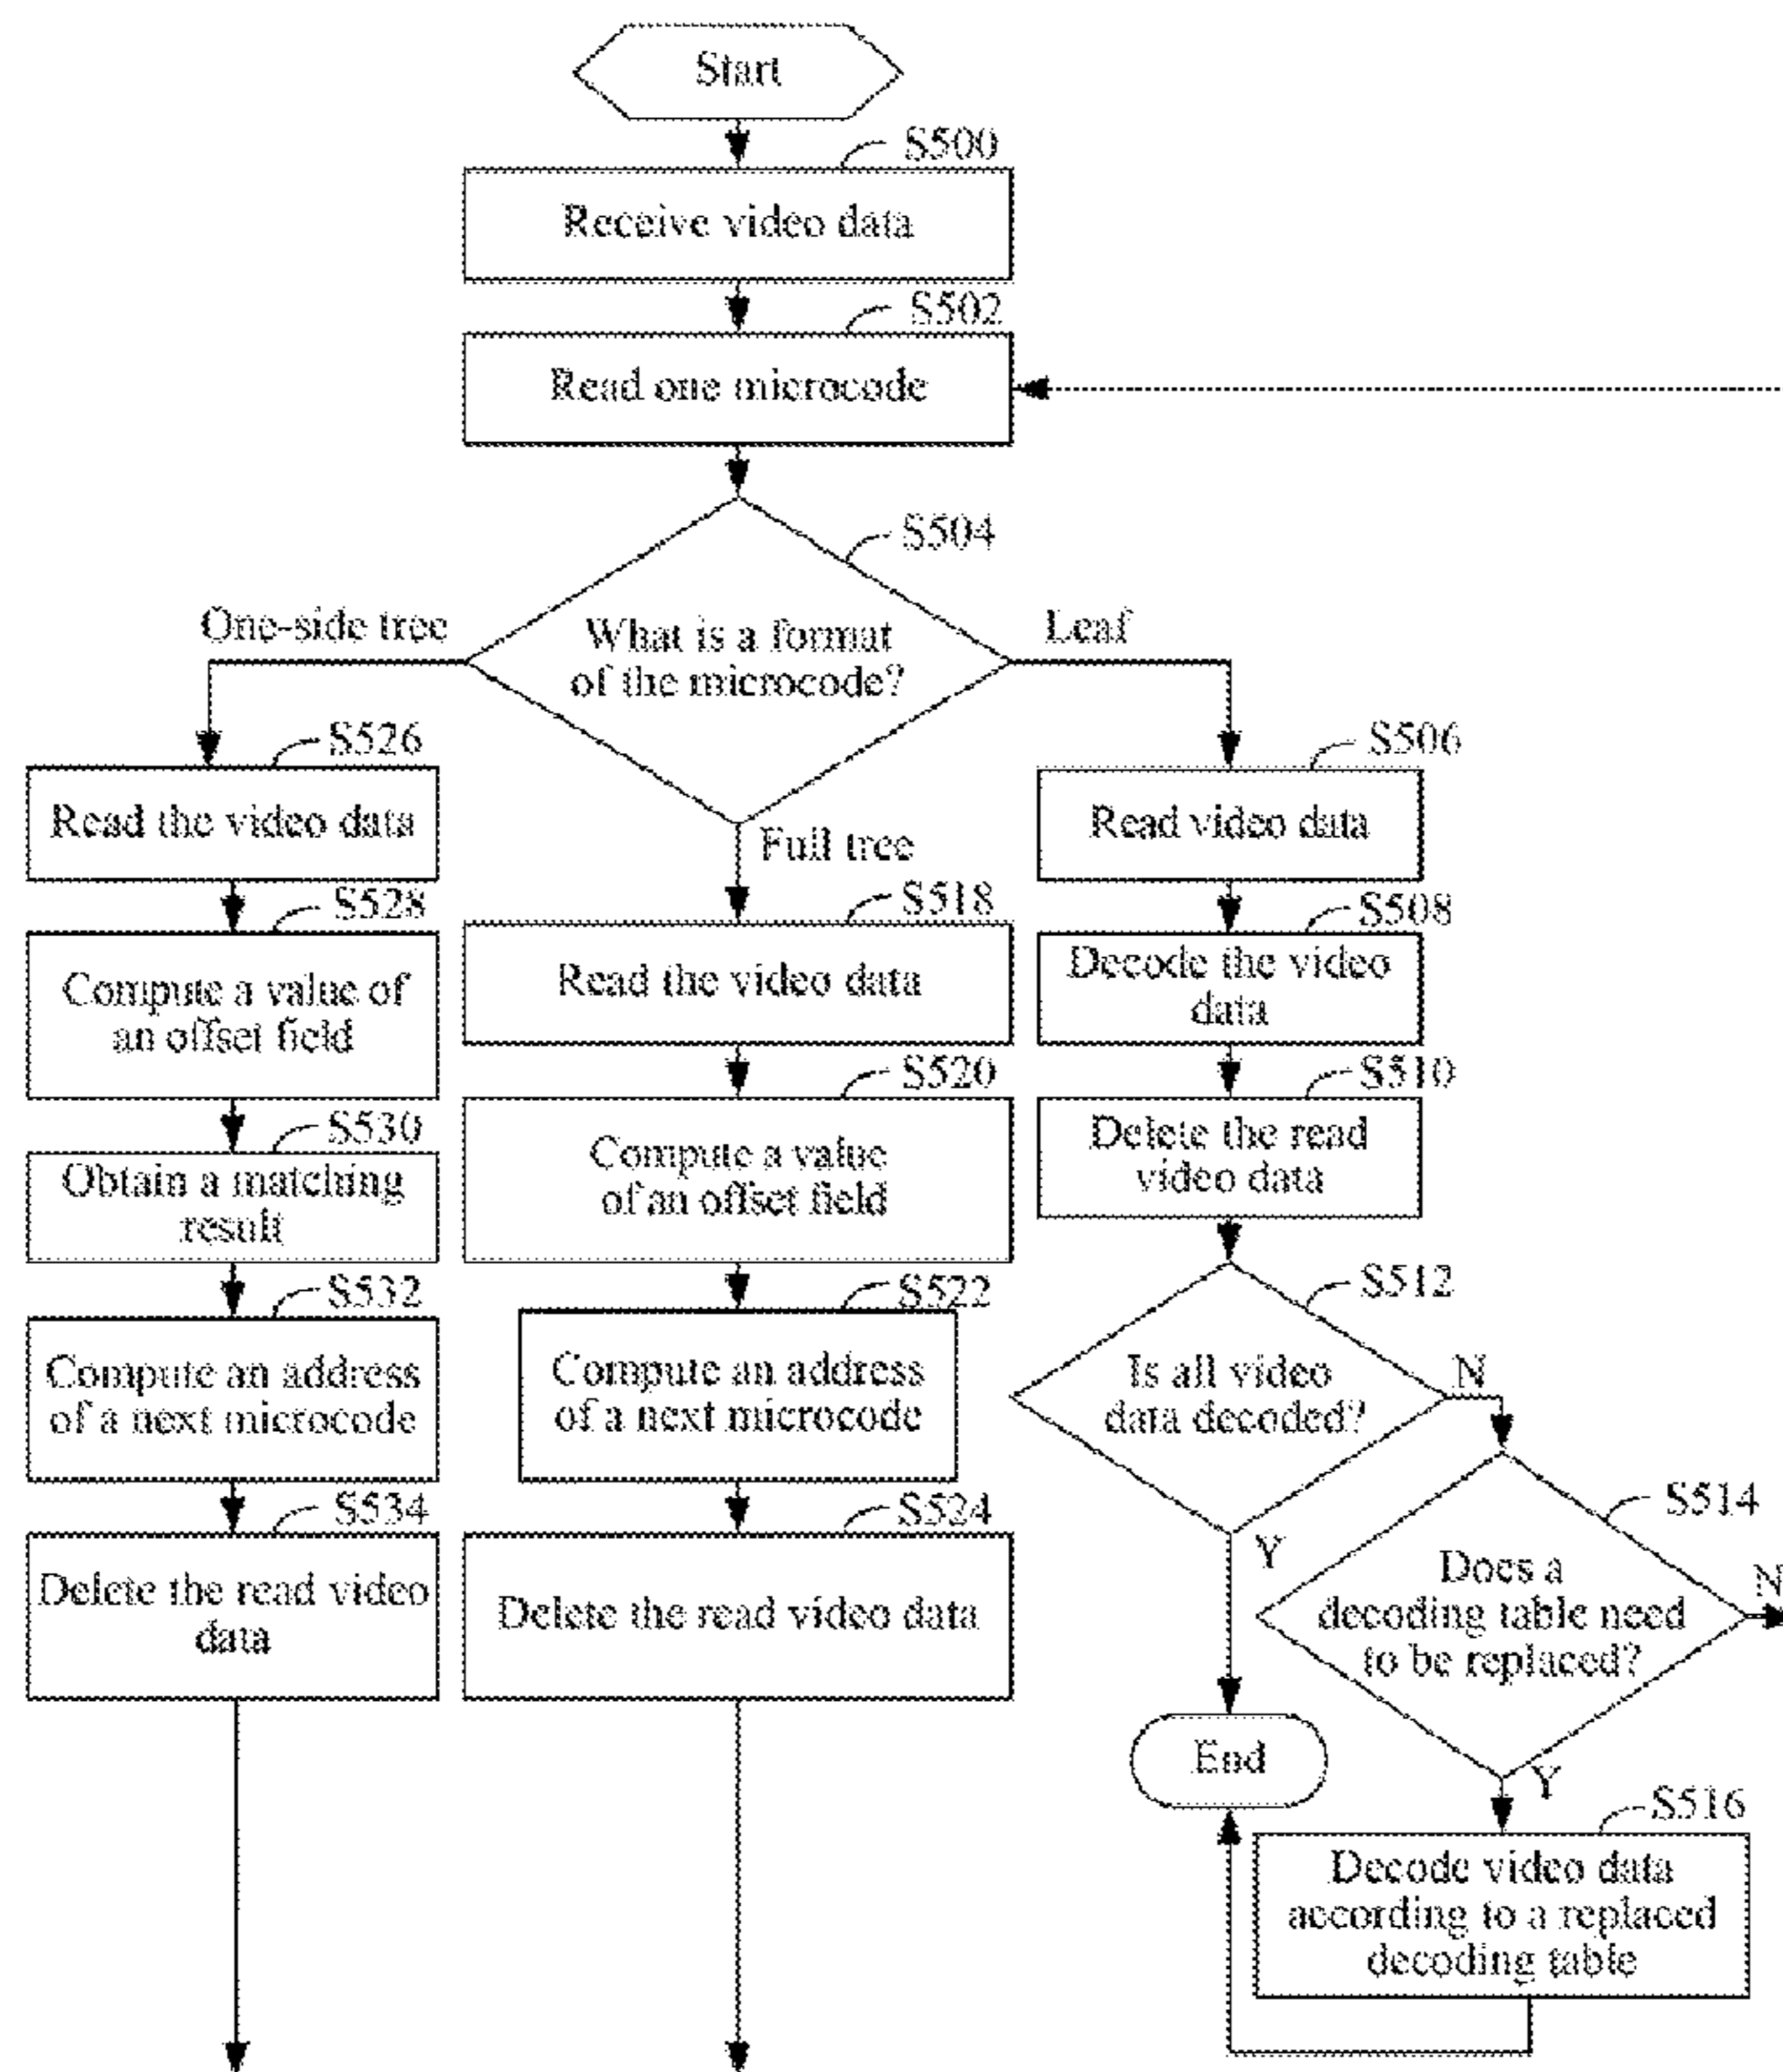 Start
S500
Receive video data
S502
Read one microcode
S504
What is a format
of the microcode?
One-side tree
Leaf
Full tree
S526
Read the video data
S528
Compute a value of
an offset field
S530
Obtain a matching
result
S532
Compute an address
of a next microcode
S534
Delete the read video
data
S518
Read the video data
S520
Compute a value
of an offset field
S522
Compute an address
of a next microcode
S524
Delete the read video data
S506
Read video data
S508
Decode the video
data
S510
Delete the read
video data
S512
Is all video
data decoded?
N
Y
S514
Does a
decoding table need
to be replaced?
N
Y
End
S516
Decode video data
according to a replaced
decoding table